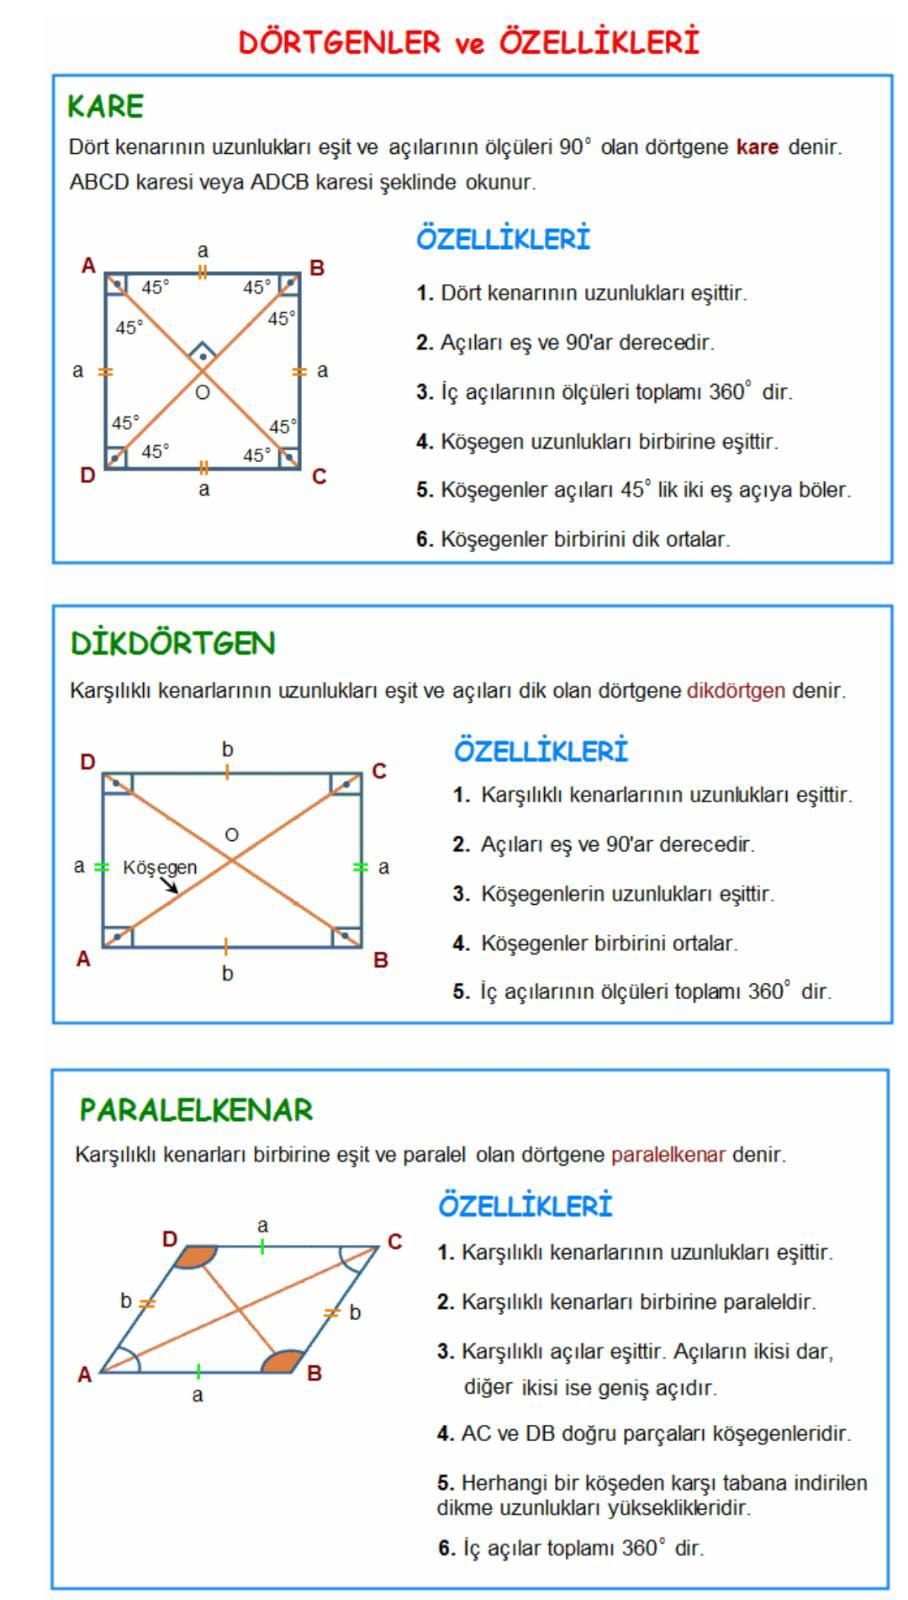 DÖRTGENLER ve ÖZELLİKLERİ
KARE
Dört kenarının uzunlukları eşit ve açılarının ölçüleri 90° olan dörtgene kare denir.
ABCD karesi veya ADCB karesi şeklinde okunur.
ÖZELLİKLERİ
A
a
B
45°
45°
45°
45°
a
a
O
45°
45°
45°
45°
D
a
C
1. Dört kenarının uzunlukları eşittir.
2. Açıları eş ve 90'ar derecedir.
3. İç açılarının ölçüleri toplamı 360° dir.
4. Köşegen uzunlukları birbirine eşittir.
5. Köşegenler açıları 45° lik iki eş açıya böler.
6. Köşegenler birbirini dik ortalar.
DİKDÖRTGEN
Karşılıklı kenarlarının uzunlukları eşit ve açıları dik olan dörtgene dikdörtgen denir.
D
b
C
O
a
Köşegen
a
A
b
B
ÖZELLİKLERİ
1. Karşılıklı kenarlarının uzunlukları eşittir.
2. Açıları eş ve 90'ar derecedir.
3. Köşegenlerin uzunlukları eşittir.
4. Köşegenler birbirini ortalar.
5. İç açılarının ölçüleri toplamı 360° dir.
PARALELKENAR
Karşılıklı kenarları birbirine eşit ve paralel olan dörtgene paralelkenar denir.
D
a
C
b
b
A
a
B
ÖZELLİKLERİ
1. Karşılıklı kenarlarının uzunlukları eşittir.
2. Karşılıklı kenarları birbirine paraleldir.
3. Karşılıklı açılar eşittir. Açıların ikisi dar,
diğer ikisi ise geniş açıdır.
4. AC ve DB doğru parçaları köşegenleridir.
5. Herhangi bir köşeden karşı tabana indirilen
dikme uzunlukları yükseklikleridir.
6. İç açılar toplamı 360° dir.